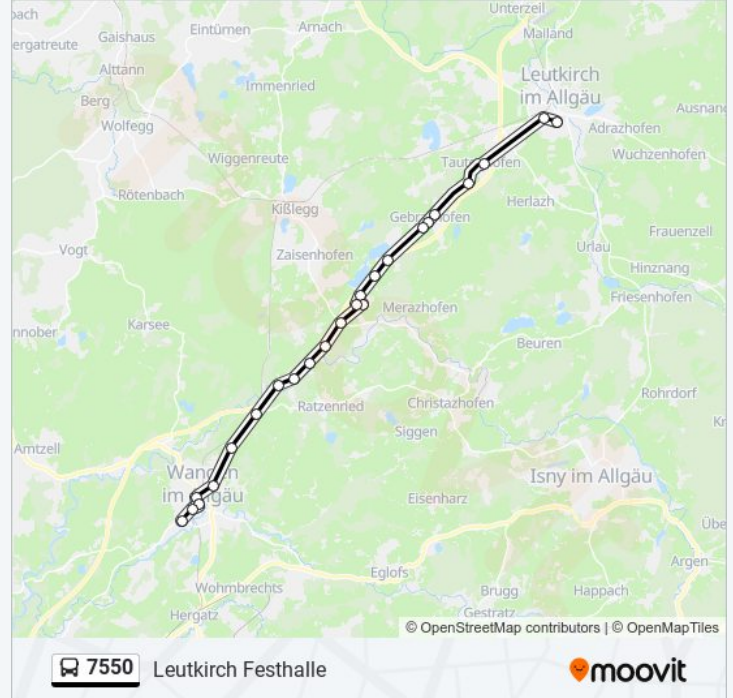 Unterzeil
pach
Gaishaus
Eintürnen
Arnach
Mailand
ergatreute
Alttann
Leutkirch
im Allgäu
Berg
Immenried
Ausnang
Wolfegg
Adrazhofen
Wiggenreute
Tautenhofen
Wuchzenhofen
Rötenbach
Kißlegg
Herlazh
Gebrazhofen
Frauenzell
Vogt
Zaisenhofen
Urlau
Hinznang
Friesenhofen
Merazhofen
nnober
Karsee
Beuren
Ratzenried
Christazhofen
Rohrdorf
Kr
Siggen
Amtzell
Wangen
im Allgäu
Isny im Allgäu
Eisenharz
Übe
Argen
Eglofs
Wohmbrechts
Brugg
Happach
Hergatz
Gestratz
© OpenStreetMap contributors | © OpenMapTiles
7550 Leutkirch Festhalle
moovit